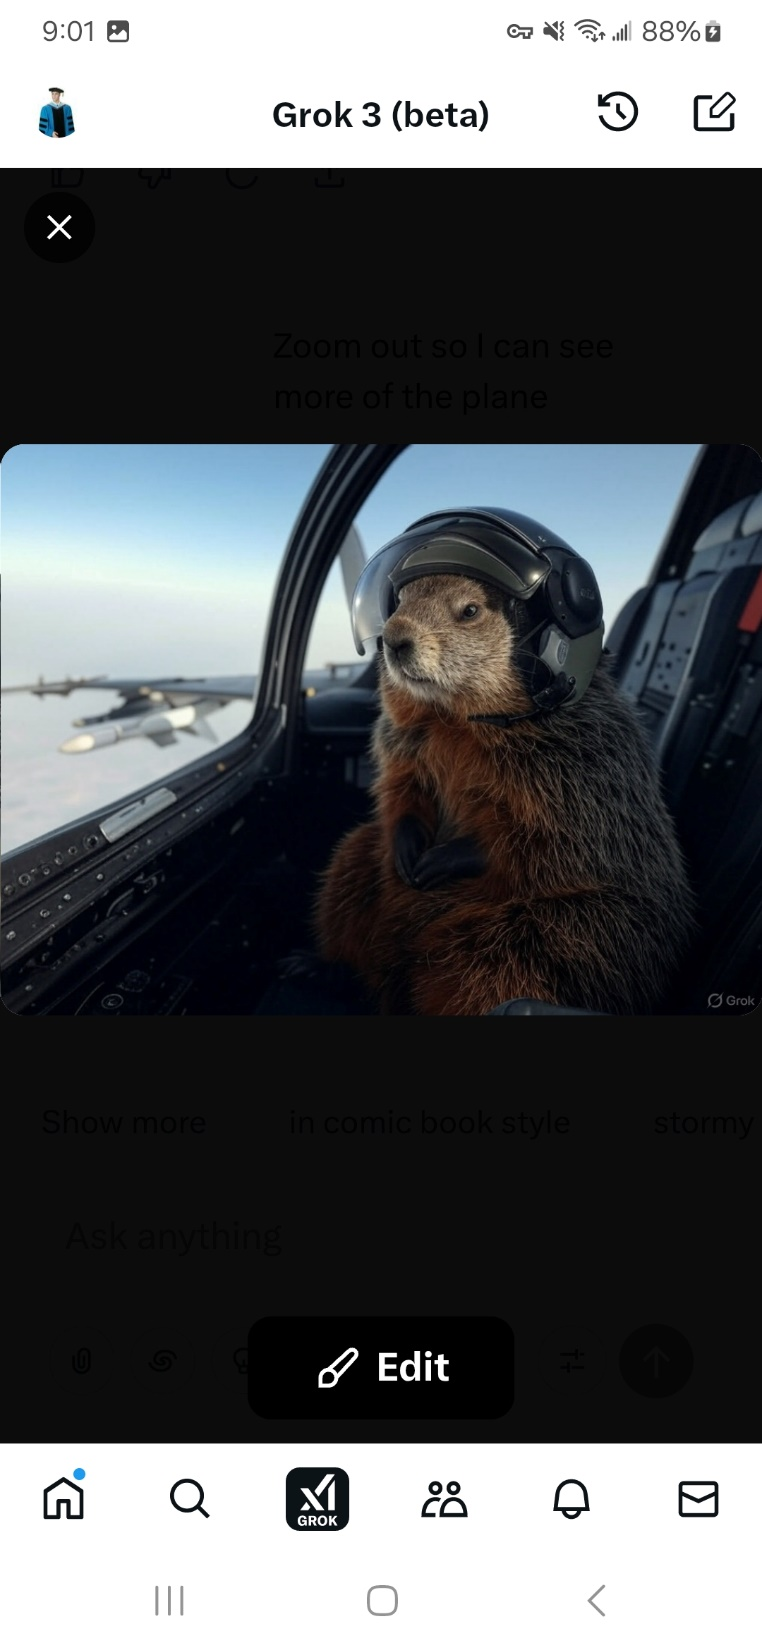 9:01
88%
Grok 3 (beta)
Zoom out so I can see
more of the plane
Grok
Show more in comic book style stormy
Ask anything
Edit
xI
GROK